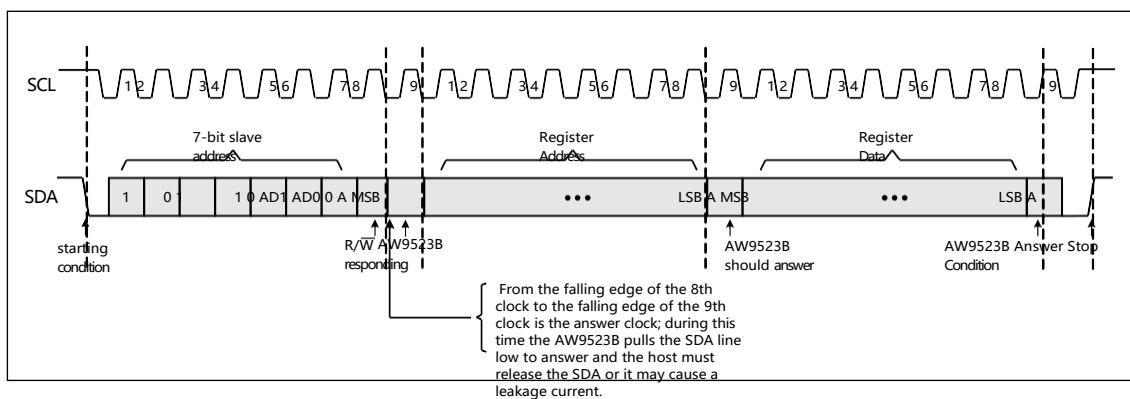 SCL 1 2 3 4 5 6 7 8 9 1 2 3 4 5 6 7 8 9 1 2 3 4 5 6 7 8 9
7-bit slave
address
Register
Address
Register
Data
SDA 1 0 1 1 0 AD1 AD0 0 A MSB ••• LSB A MSB ••• LSB A
starting
condition
R/W̅ AW9523B
responding
AW9523B
should answer
AW9523B Answer Stop
Condition
From the falling edge of the 8th
clock to the falling edge of the 9th
clock is the answer clock; during this
time the AW9523B pulls the SDA line
low to answer and the host must
release the SDA or it may cause a
leakage current.